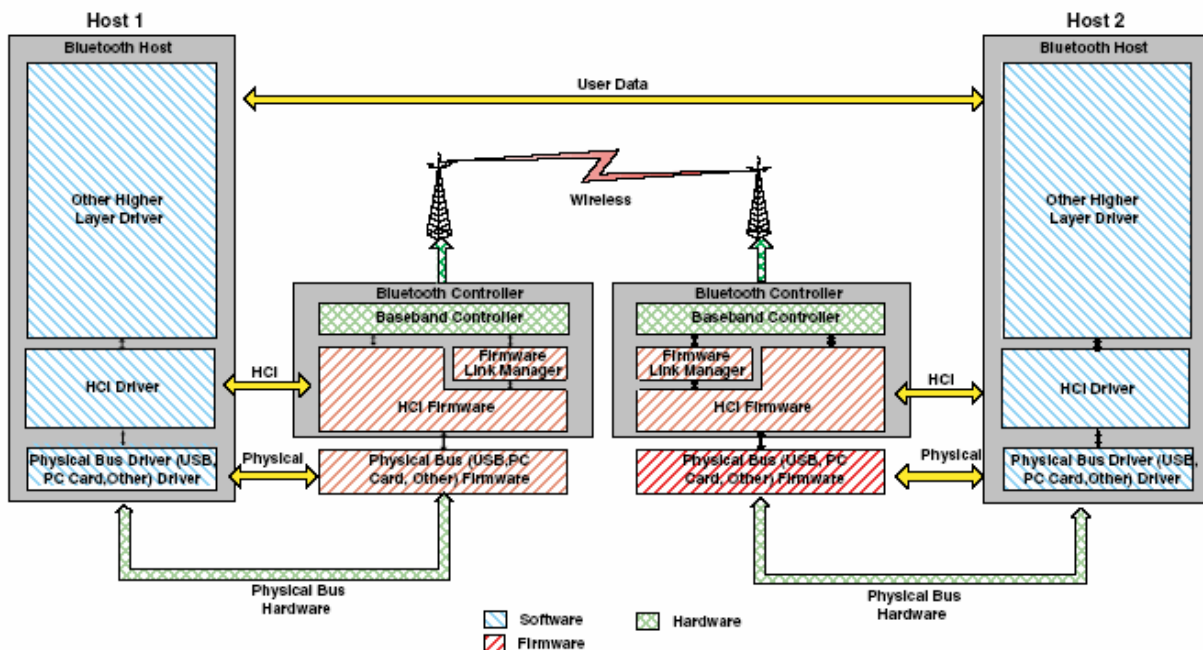 Host 1
Host 2
Bluetooth Host
Bluetooth Host
User Data
Wireless
Other Higher
Layer Driver
Other Higher
Layer Driver
Bluetooth Controller
Baseband Controller
Firmware
Link Manager
HCI Firmware
Bluetooth Controller
Baseband Controller
Firmware
Link Manager
HCI Firmware
HCI Driver
HCI
HCI
HCI Driver
Physical Bus Driver (USB,
PC Card,Other) Driver
Physical
Physical Bus (USB,PC
Card, Other) Firmware
Physical Bus (USB, PC
Card, Other) Firmware
Physical
Physical Bus Driver (USB,
PC Card,Other) Driver
Physical Bus
Hardware
Physical Bus
Hardware
Software
Hardware
Firmware